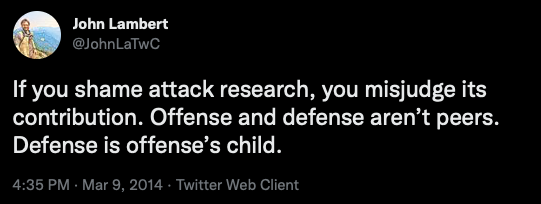 John Lambert
@JohnLaTwC
If you shame attack research, you misjudge its
contribution. Offense and defense aren’t peers.
Defense is offense’s child.
4:35 PM · Mar 9, 2014 · Twitter Web Client